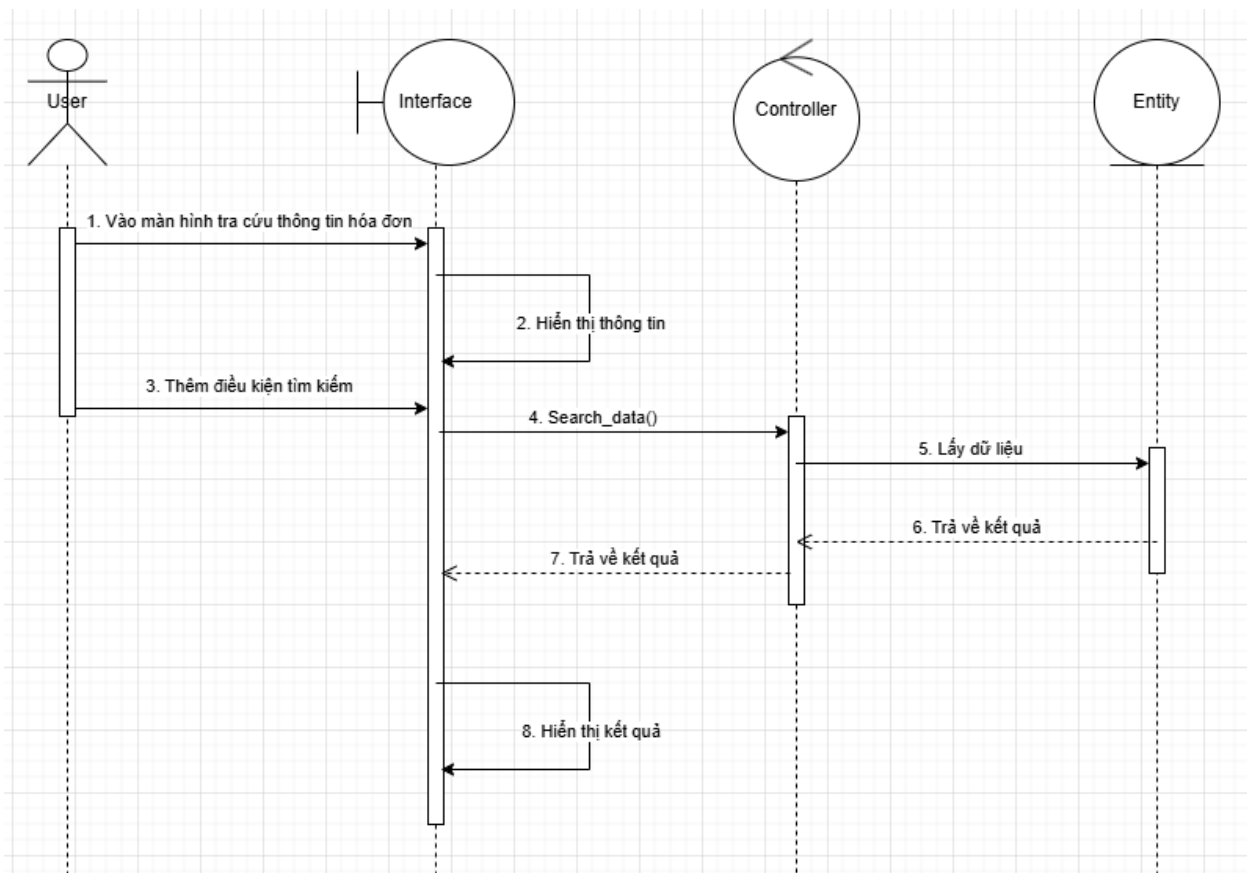 User
Interface
Controller
Entity
1. Vào màn hình tra cứu thông tin hóa đơn
2. Hiển thị thông tin
3. Thêm điều kiện tìm kiếm
4. Search_data()
5. Lấy dữ liệu
6. Trả về kết quả
7. Trả về kết quả
8. Hiển thị kết quả